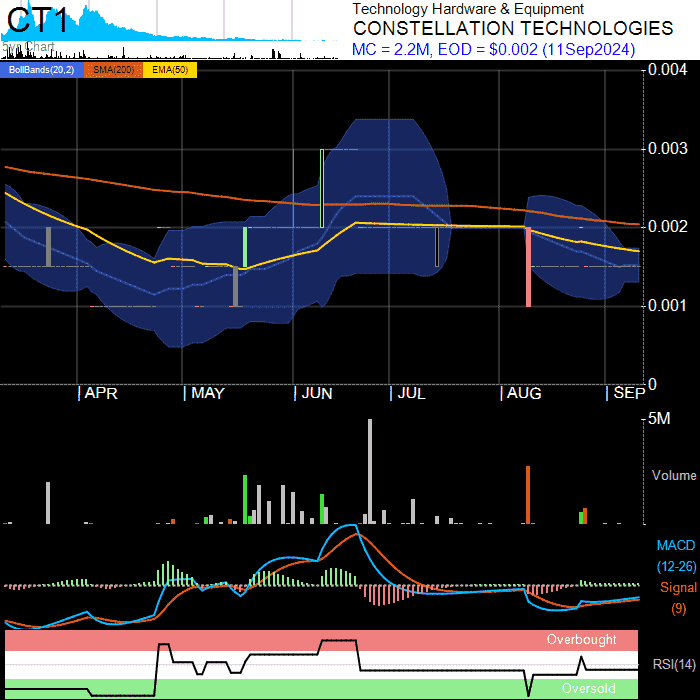 CT1
Technology Hardware & Equipment
CONSTELLATION TECHNOLOGIES
MC = 2.2M, EOD = $0.002 (11Sep2024)
5yr Chart
BollBands(20,2) SMA(200) EMA(50)
0.004
0.003
0.002
0.001
0
APR MAY JUN JUL AUG SEP
5M
Volume
MACD
(12-26)
Signal
(9)
Overbought
RSI(14)
Oversold